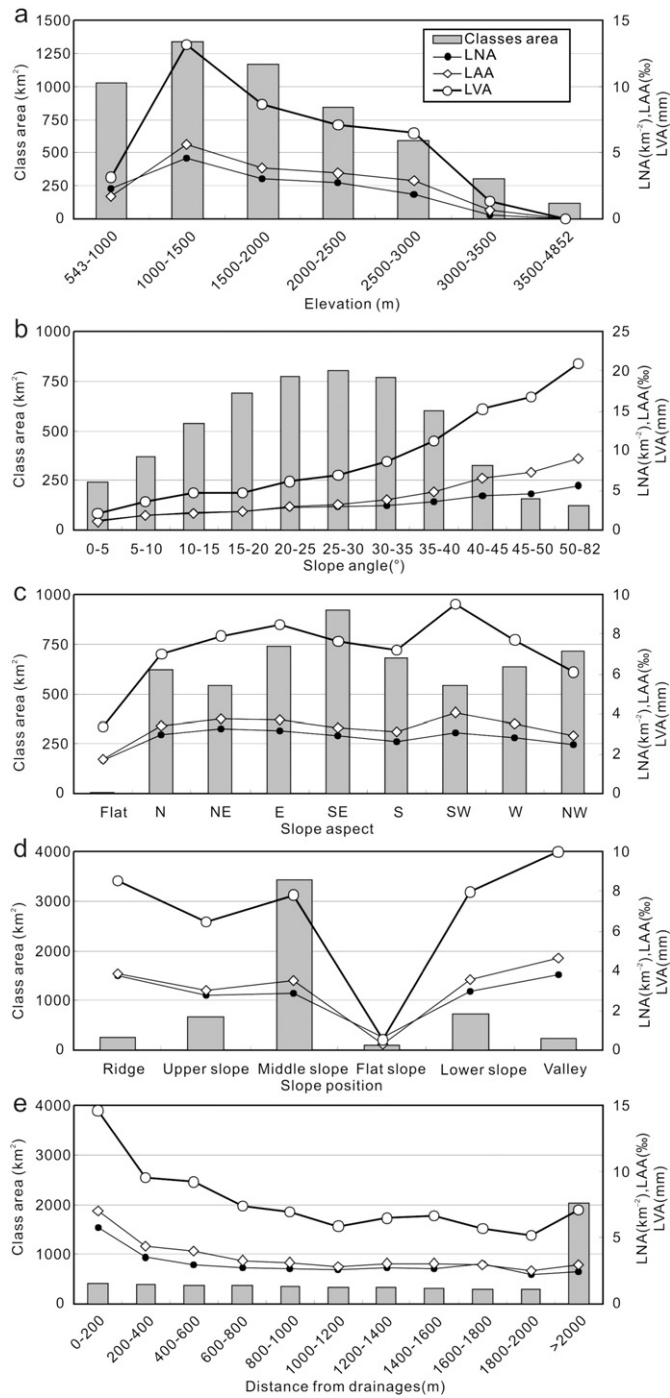 a
Class area (km²)
1500
1250
1000
750
500
250
0
Classes area
LNA
LAA
LVA
15
10
5
0
LNA(km⁻²),LAA(‰)
LVA(mm)
543-1000
1000-1500
1500-2000
2000-2500
2500-3000
3000-3500
3500-4852
Elevation (m)
b
Class area (km²)
1000
750
500
250
0
25
20
15
10
5
0
LNA(km⁻²),LAA(‰)
LVA(mm)
0-5 5-10 10-15 15-20 20-25 25-30 30-35 35-40 40-45 45-50 50-82
Slope angle(°)
c
Class area (km²)
1000
750
500
250
0
10
8
6
4
2
0
LNA(km⁻²),LAA(‰)
LVA(mm)
Flat N NE E SE S SW W NW
Slope aspect
d
Class area (km²)
4000
3000
2000
1000
0
10
8
6
4
2
0
LNA(km⁻²),LAA(‰)
LVA(mm)
Ridge Upper slope Middle slope Flat slope Lower slope Valley
Slope position
e
Class area (km²)
4000
3000
2000
1000
0
15
10
5
0
LNA(km⁻²),LAA(‰)
LVA(mm)
0-200
200-400
400-600
600-800
800-1000
1000-1200
1200-1400
1400-1600
1600-1800
1800-2000
>2000
Distance from drainages(m)